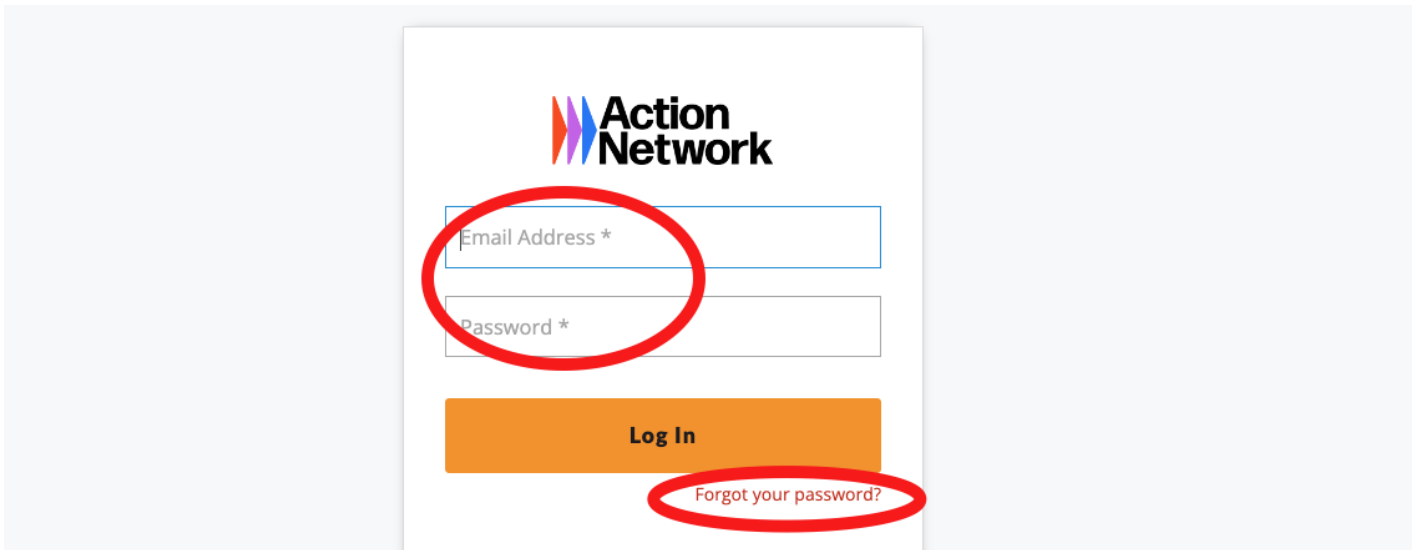 Action
Network
Email Address *
Password *
Log In
Forgot your password?